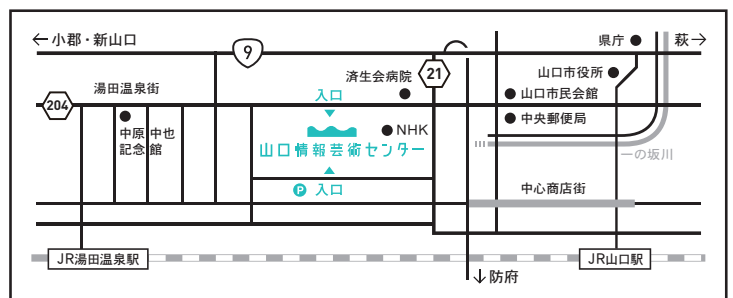 ←小郡・新山口
9
県庁
萩→
済生会病院
21
山口市役所
湯田温泉街
入口
山口市民会館
204
中央郵便局
中原中也
記念館
NHK
山口情報芸術センター
一の坂川
P 入口
中心商店街
JR湯田温泉駅
JR山口駅
↓防府